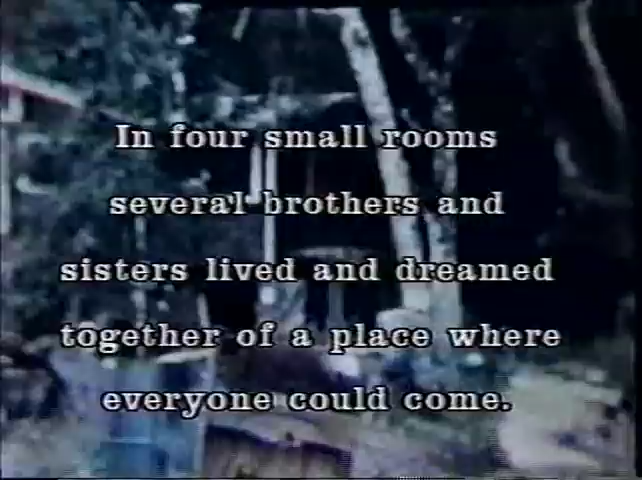 In four small rooms
several brothers and
sisters lived and dreamed
together of a place where
everyone could come.